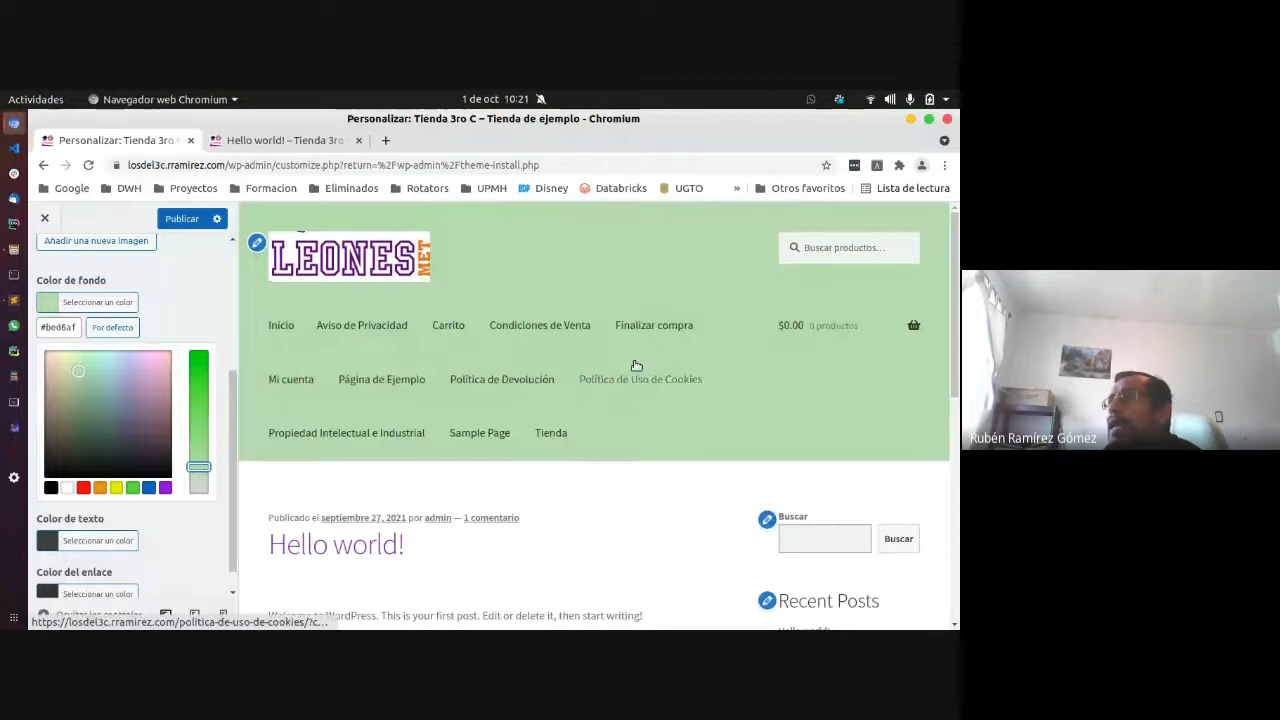 Actividades
Navegador web Chromium
1 de oct 10:21
Personalizar: Tienda 3ro C – Tienda de ejemplo - Chromium
Personalizar: Tienda 3ro
Hello world! – Tienda 3ro
losdel3c.rramirez.com/wp-admin/customize.php?return=%2Fwp-admin%2Ftheme-install.php
Google
DWH
Proyectos
Formacion
Eliminados
Rotators
UPMH
Disney
Databricks
UGTO
»
Otros favoritos
Lista de lectura
Publicar
Añadir una nueva imagen
LEONES MET
Buscar productos…
Color de fondo
Seleccionar un color
#bed6af
Por defecto
Inicio
Aviso de Privacidad
Carrito
Condiciones de Venta
Finalizar compra
$0.00 0 productos
Mi cuenta
Página de Ejemplo
Política de Devolución
Política de Uso de Cookies
Propiedad Intelectual e Industrial
Sample Page
Tienda
Rubén Ramírez Gómez
Color de texto
Seleccionar un color
Color del enlace
Seleccionar un color
Ocultar los controles
Publicado el septiembre 27, 2021 por admin — 1 comentario
Hello world!
Buscar
Buscar
Recent Posts
Hello world!
Welcome to WordPress. This is your first post. Edit or delete it, then start writing!
https://losdel3c.rramirez.com/politica-de-uso-de-cookies/?c...